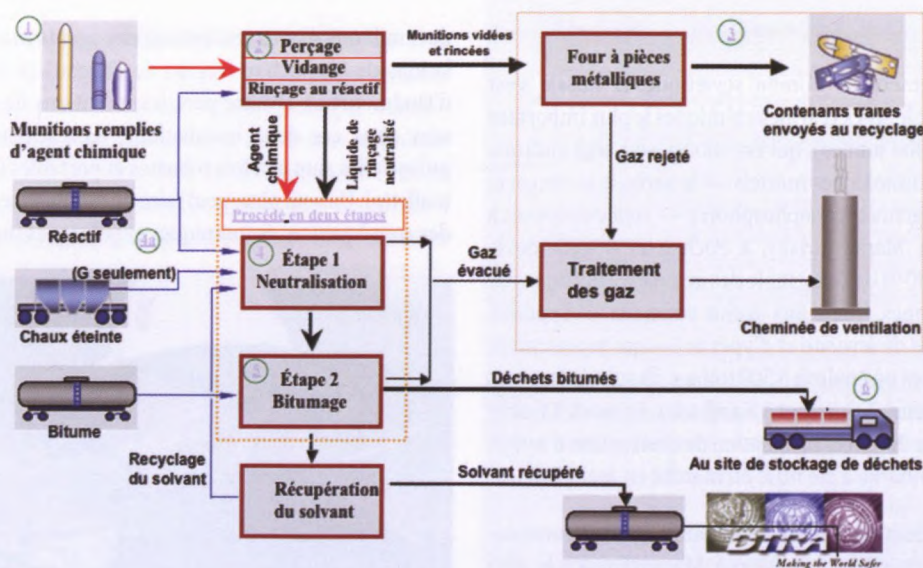 1
Munitions remplies
d'agent chimique
2
Perçage
Vidange
Rinçage au réactif
Munitions vidées et
rincées
Four à pièces
métalliques
3
Conten ants traites
envoyés au recyclage
Agent
chimique
Liquide de
rinçage
neutralisé
Gaz rejeté
Réactif
Procédé en deux étapes
4a
(G seulement)
Chaux éteinte
4
Étape 1
Neutralisation
Gaz
évacué
Traitement
des gaz
Cheminée de ventilation
Bitume
5
Étape 2
Bitumage
Déchets bitumés
6
Au site de stockage de déchets
Recyclage
du solvant
Récupération
du solvant
Solvant récupéré
DTRA
Making the World Safer